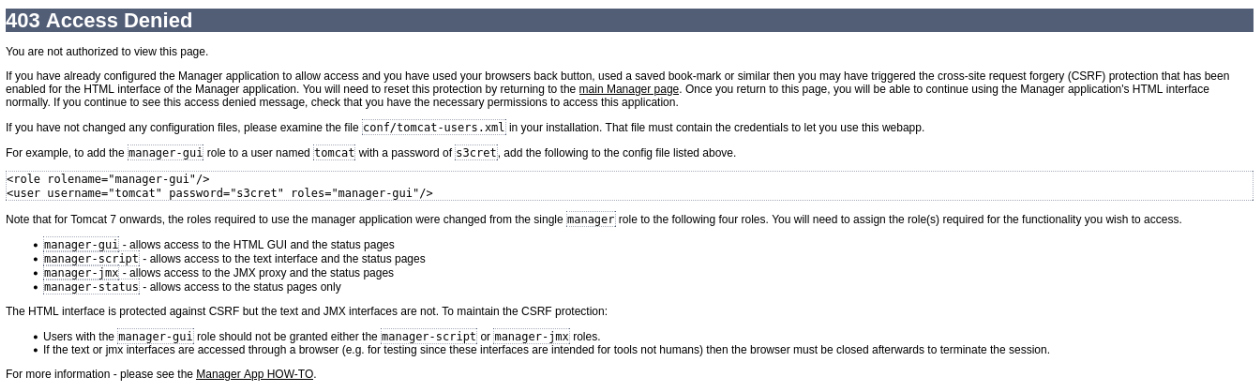 403 Access Denied
You are not authorized to view this page.
If you have already configured the Manager application to allow access and you have used your browsers back button, used a saved book-mark or similar then you may have triggered the cross-site request forgery (CSRF) protection that has been
enabled for the HTML interface of the Manager application. You will need to reset this protection by returning to the main Manager page. Once you return to this page, you will be able to continue using the Manager application's HTML interface
normally. If you continue to see this access denied message, check that you have the necessary permissions to access this application.
If you have not changed any configuration files, please examine the file conf/tomcat-users.xml in your installation. That file must contain the credentials to let you use this webapp.
For example, to add the manager-gui role to a user named tomcat with a password of s3cret, add the following to the config file listed above.
<role rolename="manager-gui"/>
<user username="tomcat" password="s3cret" roles="manager-gui"/>
Note that for Tomcat 7 onwards, the roles required to use the manager application were changed from the single manager role to the following four roles. You will need to assign the role(s) required for the functionality you wish to access.
• manager-gui - allows access to the HTML GUI and the status pages
• manager-script - allows access to the text interface and the status pages
• manager-jmx - allows access to the JMX proxy and the status pages
• manager-status - allows access to the status pages only
The HTML interface is protected against CSRF but the text and JMX interfaces are not. To maintain the CSRF protection:
• Users with the manager-gui role should not be granted either the manager-script or manager-jmx roles.
• If the text or jmx interfaces are accessed through a browser (e.g. for testing since these interfaces are intended for tools not humans) then the browser must be closed afterwards to terminate the session.
For more information - please see the Manager App HOW-TO.